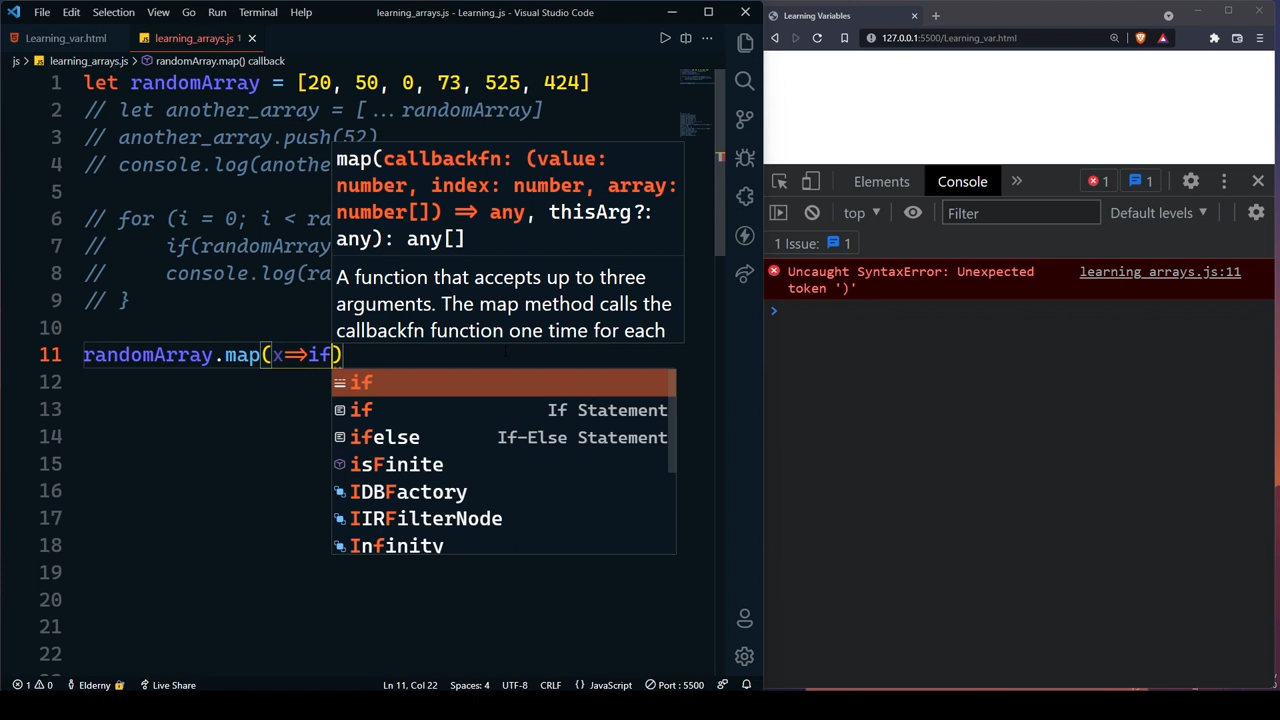 File Edit Selection View Go Run Terminal Help learning_arrays.js - Learning_js - Visual Studio Code
Learning_var.html learning_arrays.js 1
js > learning_arrays.js > randomArray.map() callback
1 let randomArray = [20, 50, 0, 73, 525, 424]
2 // let another_array = [...randomArray]
3 // another_array.push(52)
4 // console.log(anothe
5
6 // for (i = 0; i < ra
7 // if(randomArray
8 // console.log(ra
9 // }
10
11 randomArray.map(x=>if)
12
13
14
15
16
17
18
19
20
21
22
map(callbackfn: (value:
number, index: number, array:
number[]) => any, thisArg?:
any): any[]
A function that accepts up to three
arguments. The map method calls the
callbackfn function one time for each
if
if If Statement
ifelse If-Else Statement
isFinite
IDBFactory
IIRFilterNode
Infinity
1 0 Elderny Live Share Ln 11, Col 22 Spaces: 4 UTF-8 CRLF {} JavaScript Port : 5500
Learning Variables
127.0.0.1:5500/Learning_var.html
Elements Console 1 1
top Filter Default levels
1 Issue: 1
Uncaught SyntaxError: Unexpected learning_arrays.js:11
token ')'